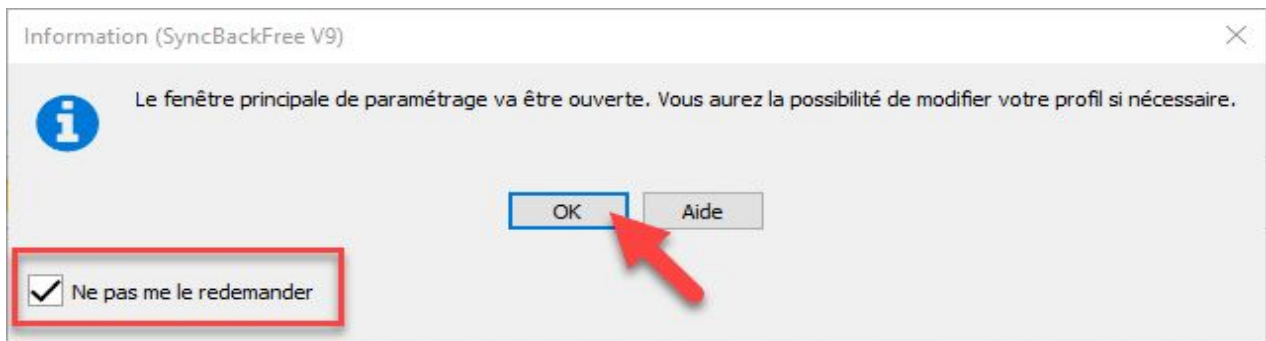 Information (SyncBackFree V9)
Le fenêtre principale de paramétrage va être ouverte. Vous aurez la possibilité de modifier votre profil si nécessaire.
OK Aide
Ne pas me le redemander